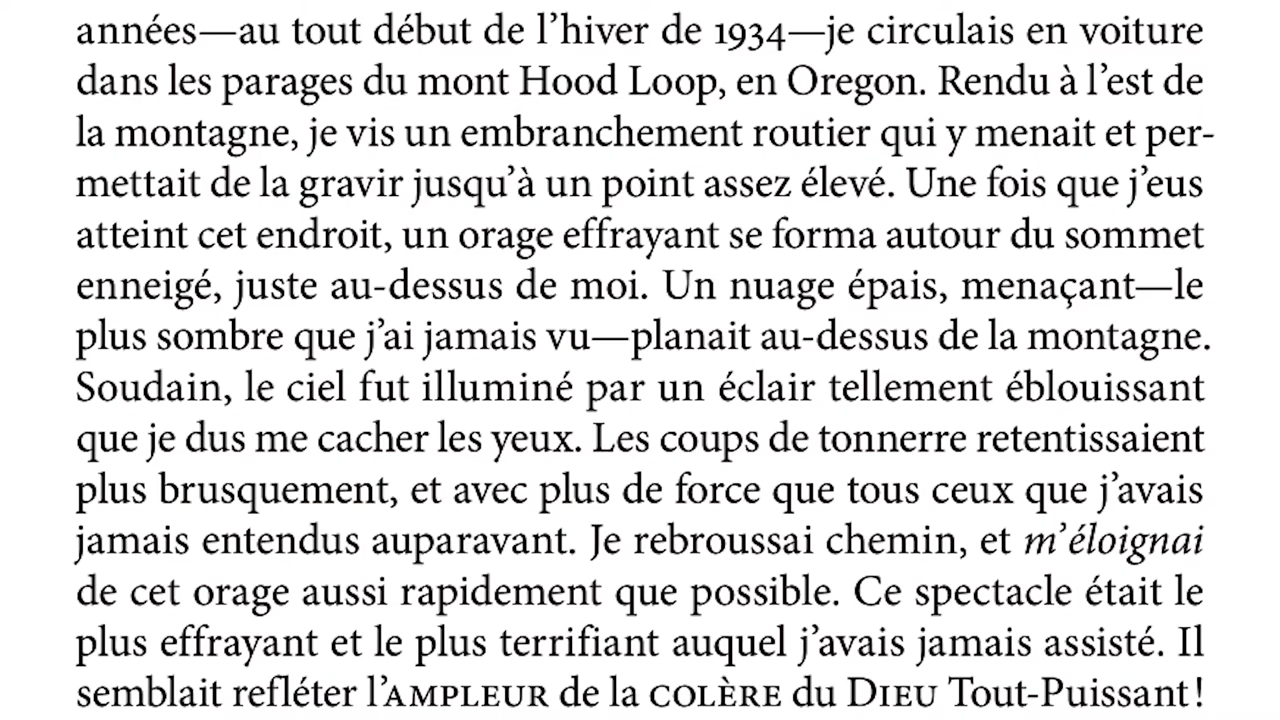 années—au tout début de l’hiver de 1934—je circulais en voiture
dans les parages du mont Hood Loop, en Oregon. Rendu à l’est de
la montagne, je vis un embranchement routier qui y menait et per-
mettait de la gravir jusqu’à un point assez élevé. Une fois que j’eus
atteint cet endroit, un orage effrayant se forma autour du sommet
enneigé, juste au-dessus de moi. Un nuage épais, menaçant—le
plus sombre que j’ai jamais vu—planait au-dessus de la montagne.
Soudain, le ciel fut illuminé par un éclair tellement éblouissant
que je dus me cacher les yeux. Les coups de tonnerre retentissaient
plus brusquement, et avec plus de force que tous ceux que j’avais
jamais entendus auparavant. Je rebroussai chemin, et m’éloignai
de cet orage aussi rapidement que possible. Ce spectacle était le
plus effrayant et le plus terrifiant auquel j’avais jamais assisté. Il
semblait refléter l’AMPLEUR de la COLÈRE du DIEU Tout-Puissant!